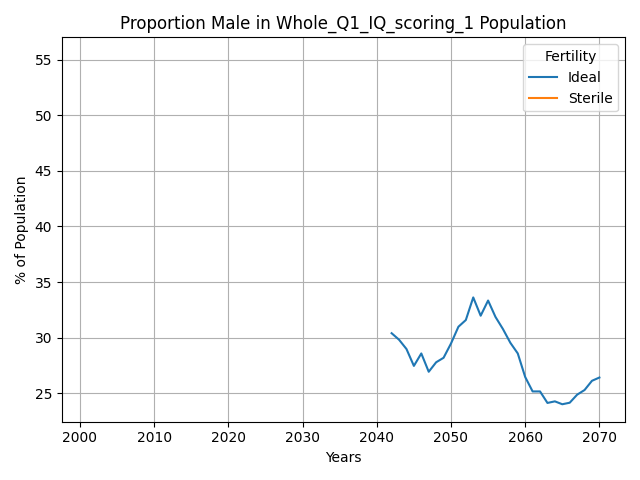 Proportion Male in Whole_Q1_IQ_scoring_1 Population
% of Population
55
50
45
40
35
30
25
Fertility
Ideal
Sterile
2000 2010 2020 2030 2040 2050 2060 2070
Years